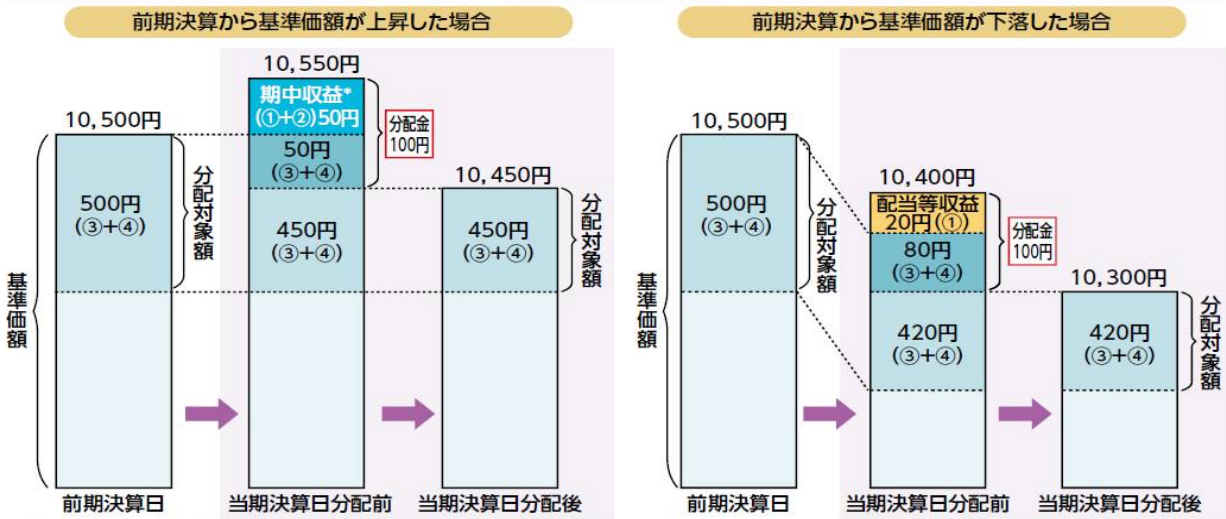 前期決算から基準価額が上昇した場合
10,550円
期中収益*
(①+②)50円
分配金
100円
10,500円
50円
(③+④)
10,450円
500円
(③+④)
分配対象額
450円
(③+④)
450円
(③+④)
分配対象額
基準価額
前期決算日
当期決算日分配前
当期決算日分配後
前期決算から基準価額が下落した場合
10,500円
10,400円
配当等収益
20円(①)
分配金
100円
500円
(③+④)
分配対象額
80円
(③+④)
10,300円
420円
(③+④)
420円
(③+④)
分配対象額
基準価額
前期決算日
当期決算日分配前
当期決算日分配後